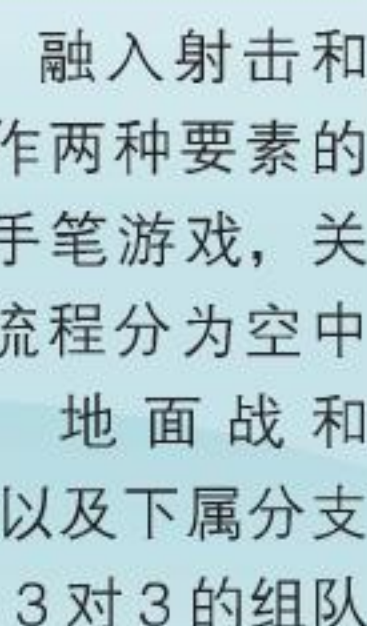 融入射击和
作两种要素的
手笔游戏，关
流程分为空中
地面战和
以及下属分支
3对3的组队